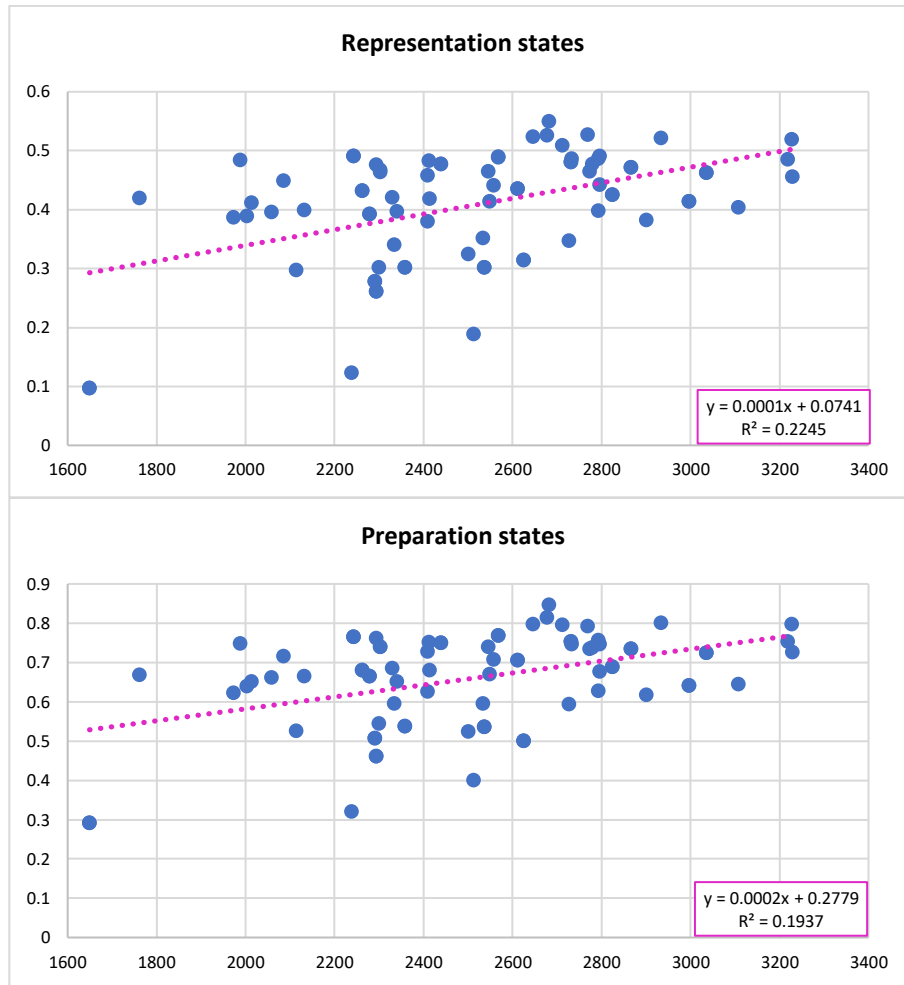 Representation states
0.6
0.5
0.4
0.3
0.2
0.1
0
y = 0.0001x + 0.0741
R² = 0.2245
1600 1800 2000 2200 2400 2600 2800 3000 3200 3400
Preparation states
0.9
0.8
0.7
0.6
0.5
0.4
0.3
0.2
0.1
0
y = 0.0002x + 0.2779
R² = 0.1937
1600 1800 2000 2200 2400 2600 2800 3000 3200 3400